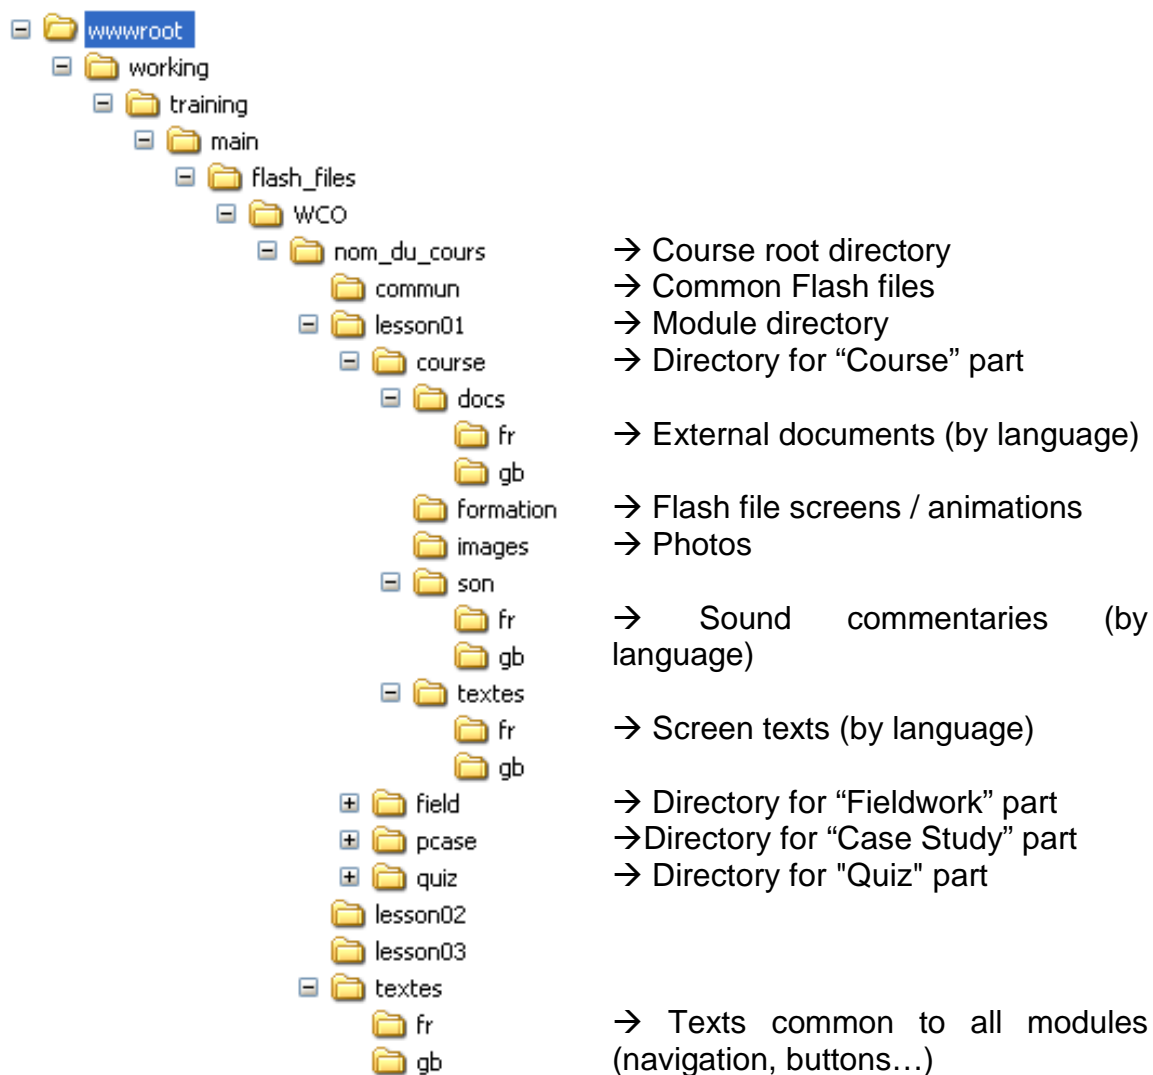 wwwroot
working
training
main
flash_files
WCO
nom_du_cours → Course root directory
commun → Common Flash files
lesson01 → Module directory
course → Directory for “Course” part
docs
fr → External documents (by language)
gb
formation → Flash file screens / animations
images → Photos
son
fr → Sound commentaries (by
gb language)
textes
fr → Screen texts (by language)
gb
field → Directory for “Fieldwork” part
pcase →Directory for “Case Study” part
quiz → Directory for "Quiz" part
lesson02
lesson03
textes
fr → Texts common to all modules
gb (navigation, buttons…)